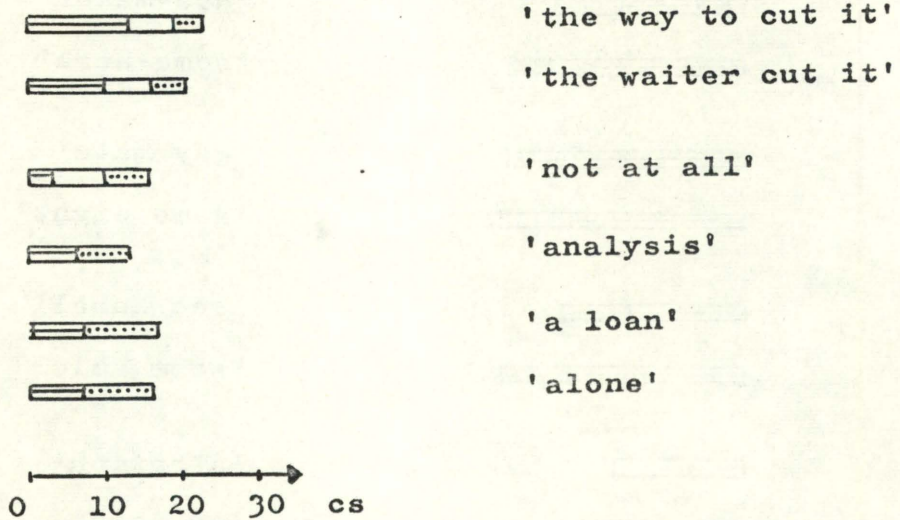 'the way to cut it'
'the waiter cut it'
'not at all'
'analysis'
'a loan'
'alone'
0 10 20 30 cs